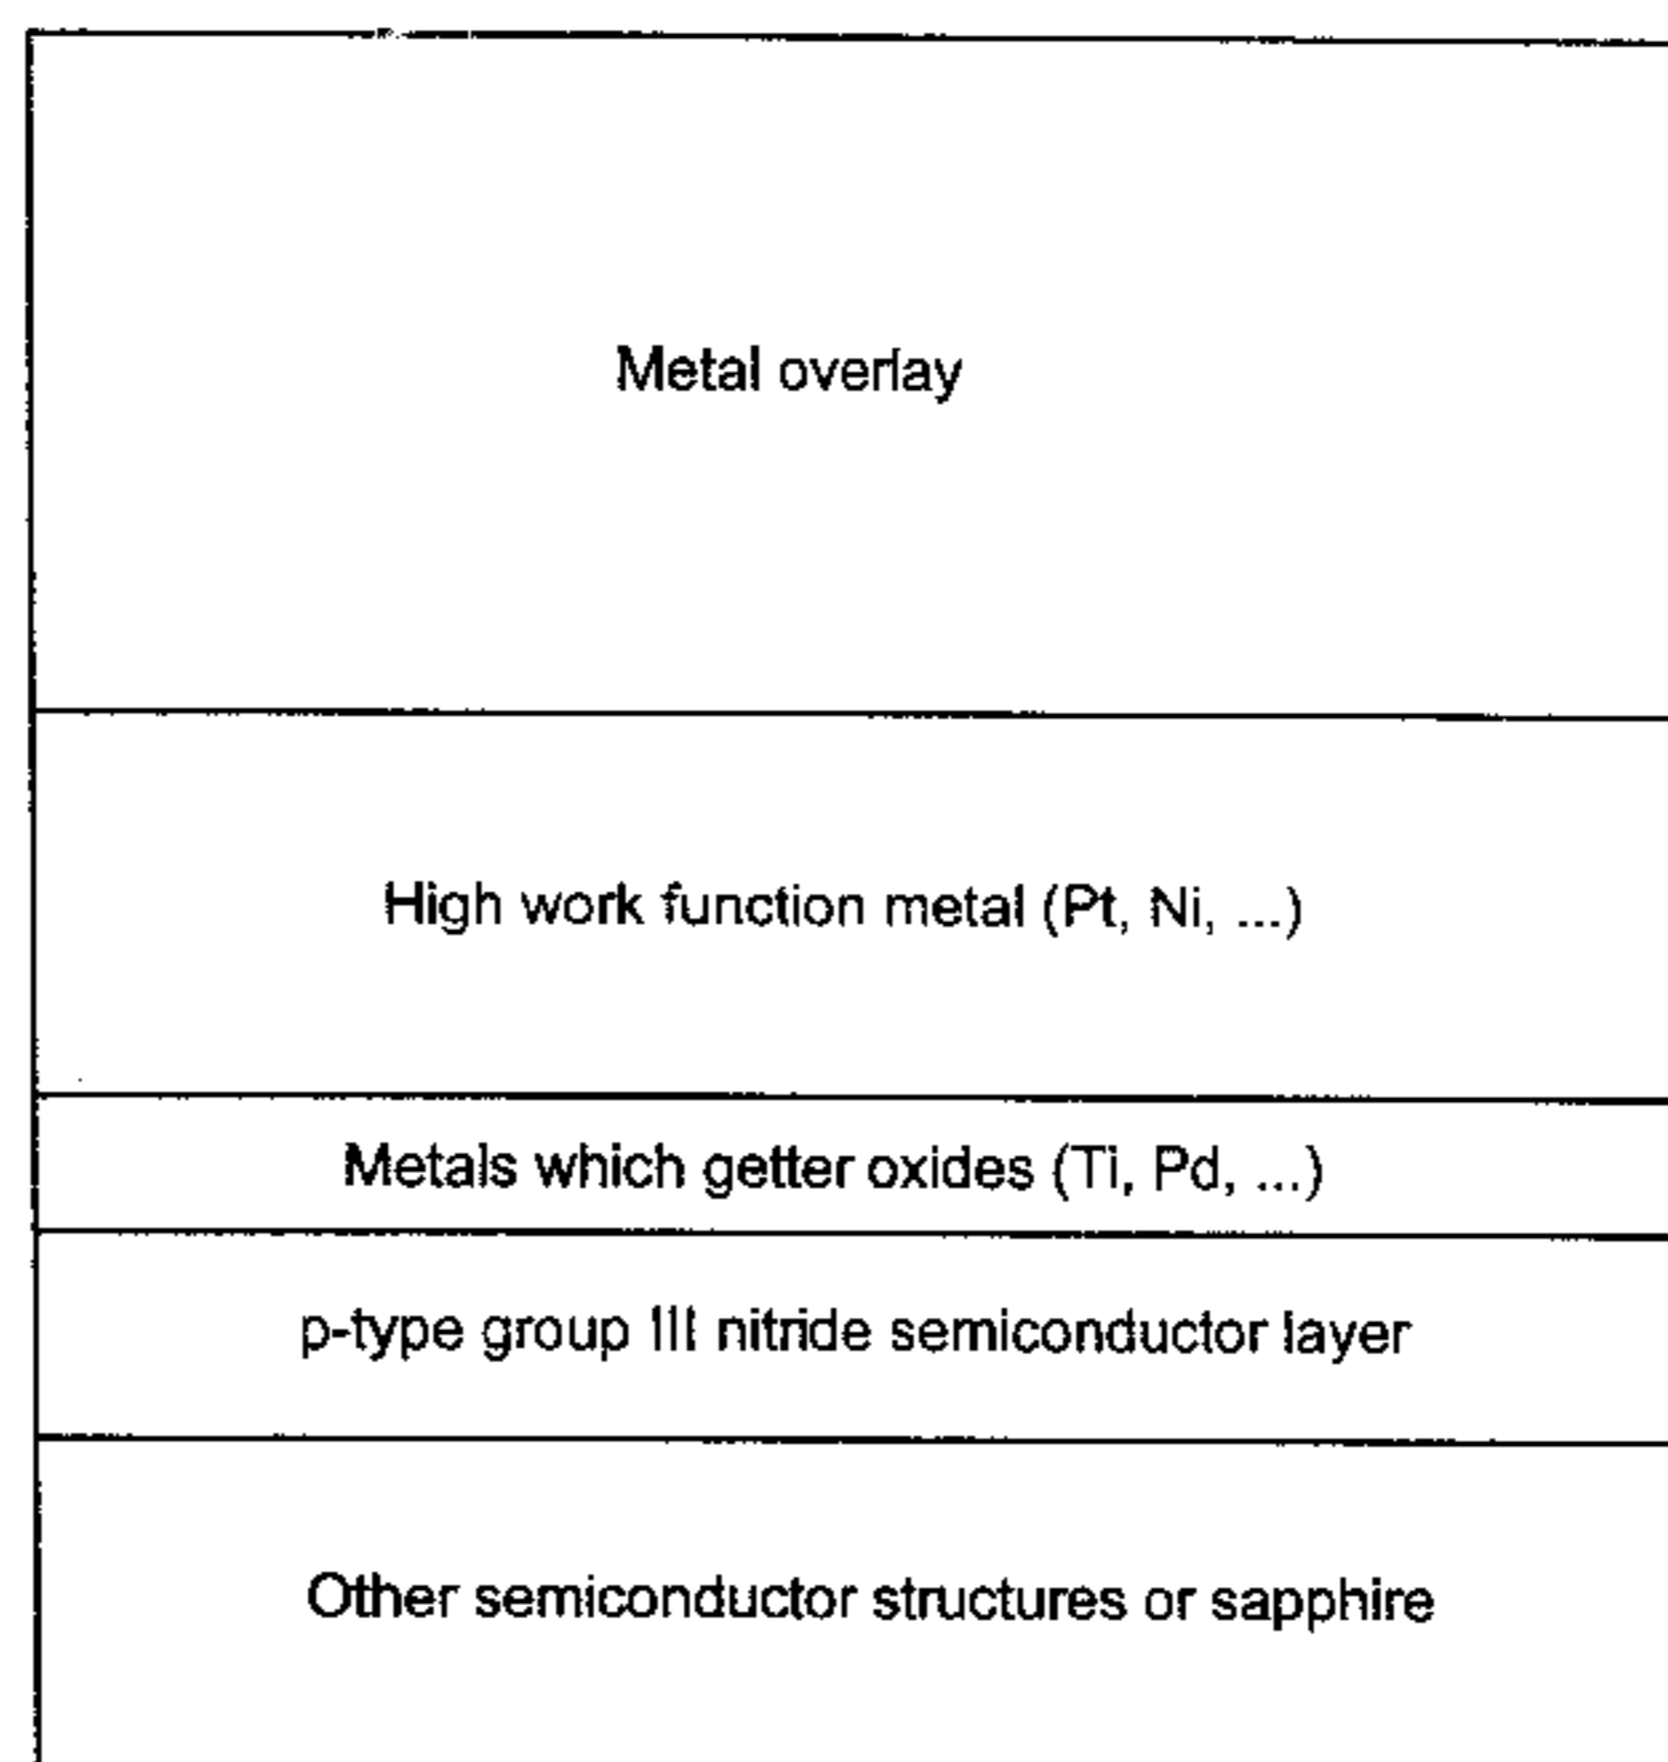 Metal overlay
High work function metal (Pt, Ni, ...)
Metals which getter oxides (Ti, Pd, ...)
p-type group III nitride semiconductor layer
Other semiconductor structures or sapphire